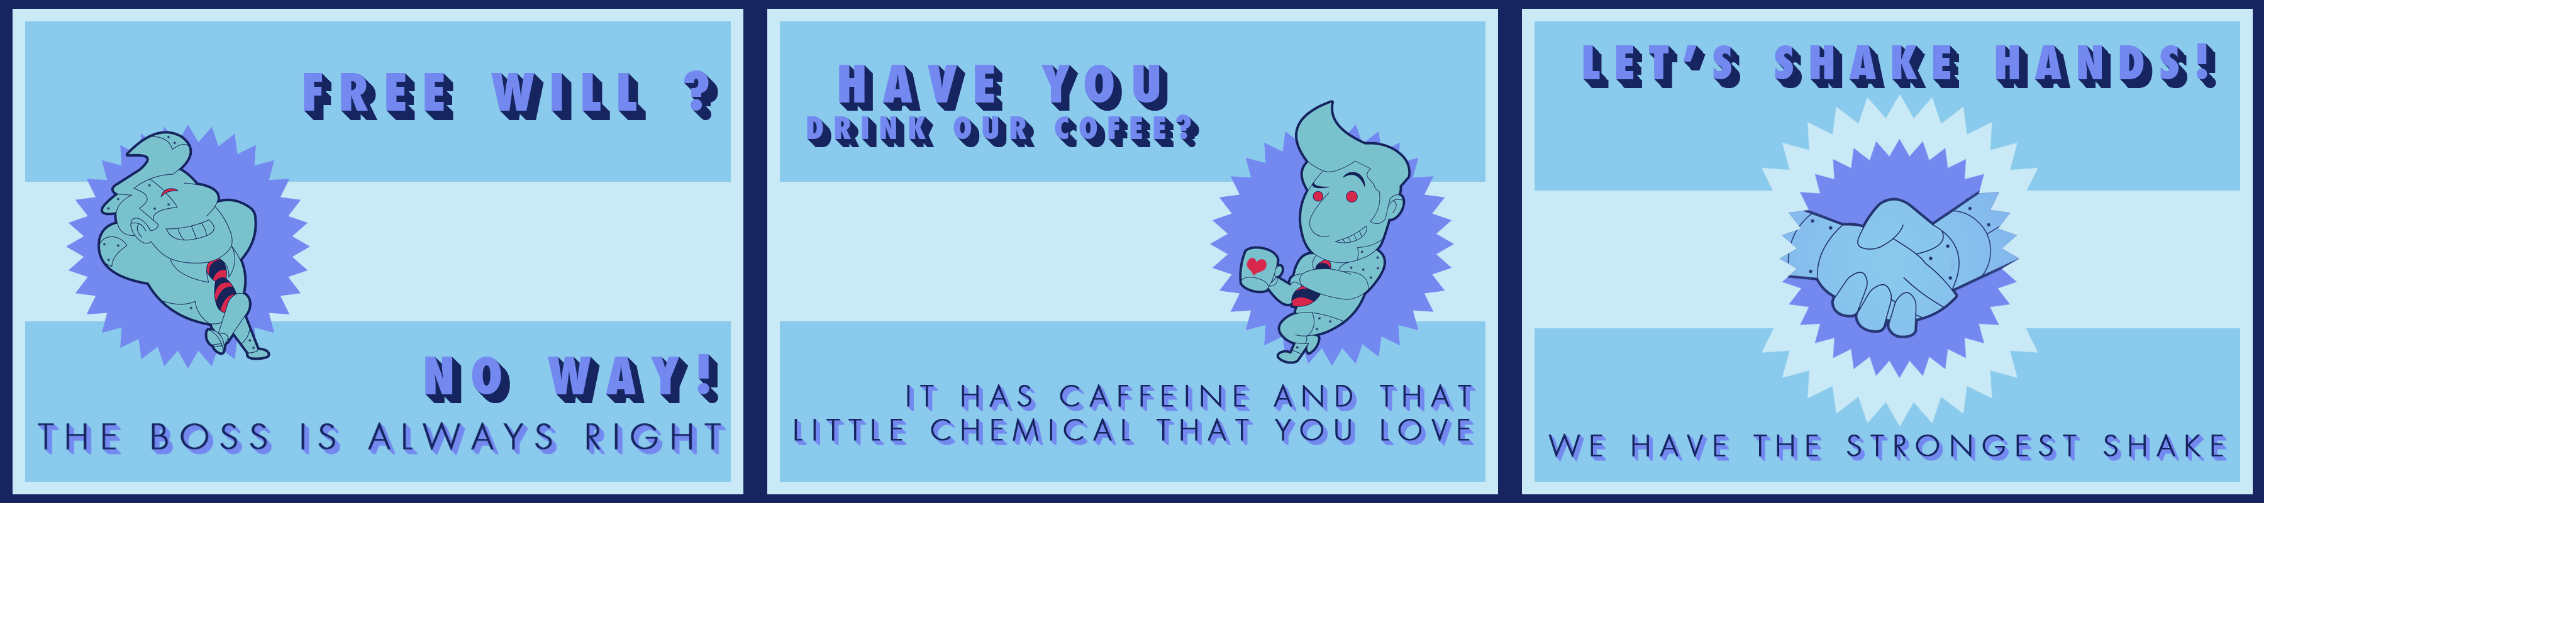 FREE WILL ?
NO WAY!
THE BOSS IS ALWAYS RIGHT
HAVE YOU
DRINK OUR COFEE?
IT HAS CAFFEINE AND THAT
LITTLE CHEMICAL THAT YOU LOVE
LET'S SHAKE HANDS!
WE HAVE THE STRONGEST SHAKE